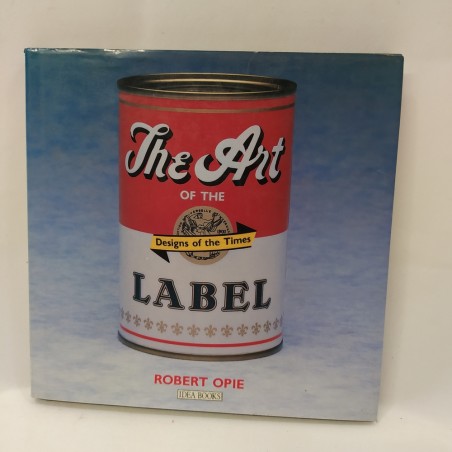 The Art
OF THE
Designs of the Times
LABEL
ROBERT OPIE
IDEA BOOKS